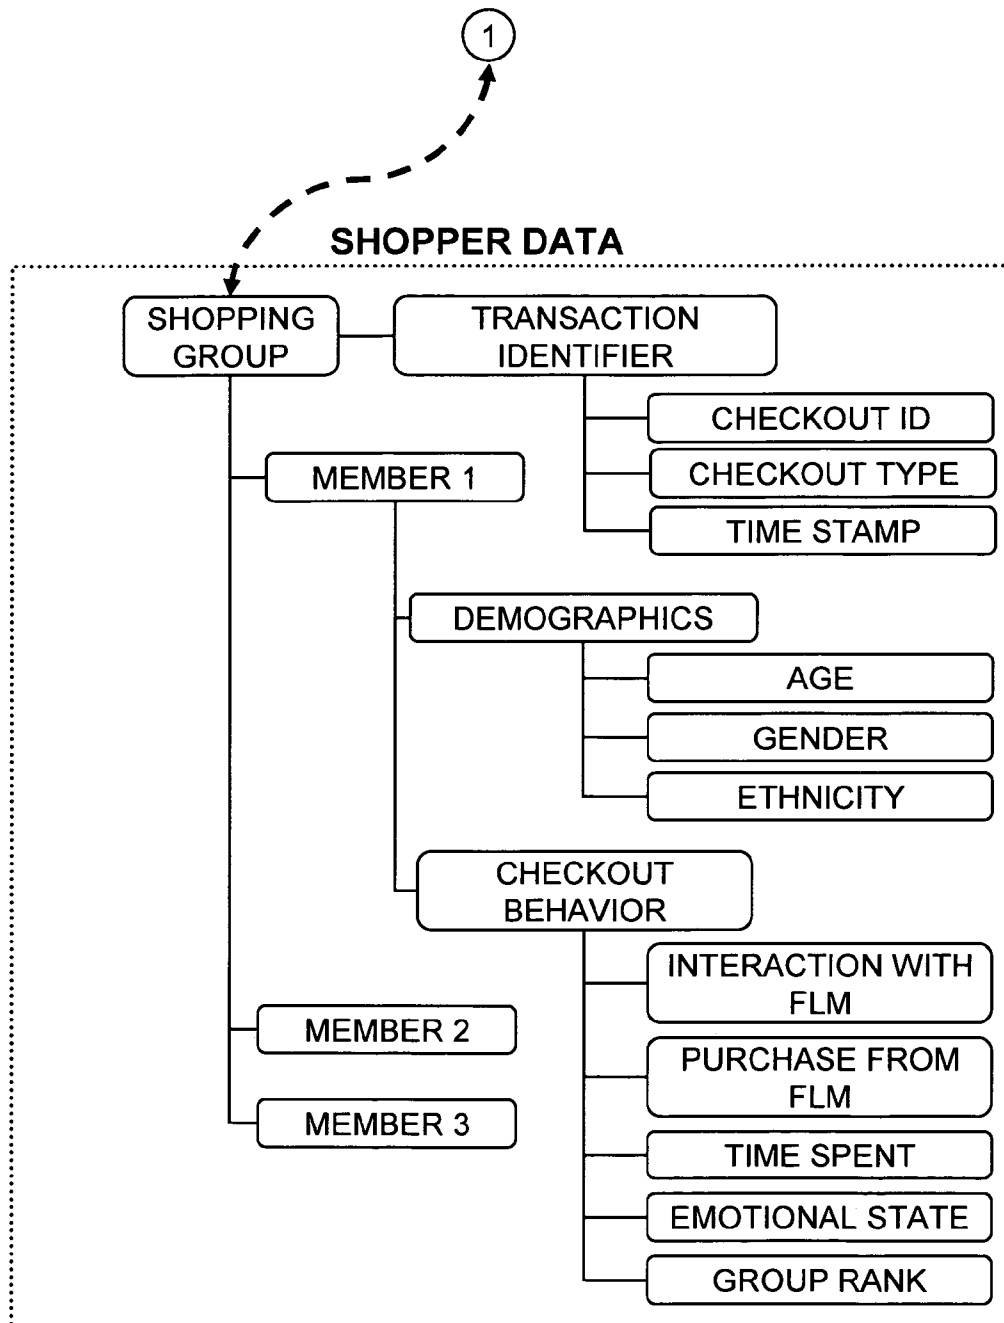 1
SHOPPER DATA
SHOPPING
GROUP
TRANSACTION
IDENTIFIER
CHECKOUT ID
CHECKOUT TYPE
TIME STAMP
MEMBER 1
DEMOGRAPHICS
AGE
GENDER
ETHNICITY
CHECKOUT
BEHAVIOR
INTERACTION WITH
FLM
PURCHASE FROM
FLM
TIME SPENT
EMOTIONAL STATE
GROUP RANK
MEMBER 2
MEMBER 3